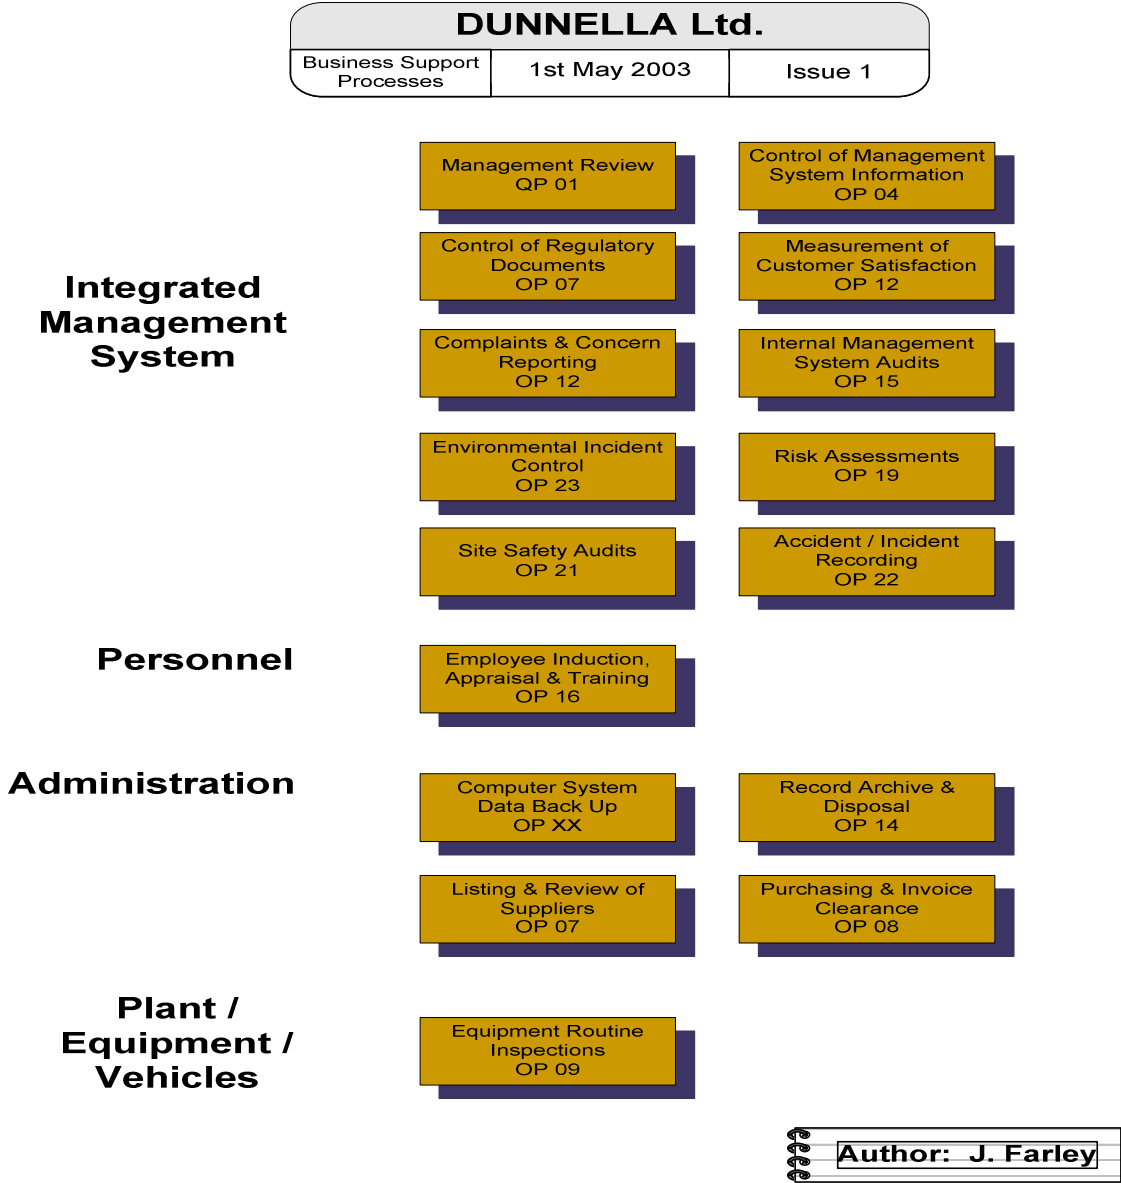 DUNNELLA Ltd.
Business Support
Processes
1st May 2003
Issue 1
Integrated
Management
System
Management Review
QP 01
Control of Management
System Information
OP 04
Control of Regulatory
Documents
OP 07
Measurement of
Customer Satisfaction
OP 12
Complaints & Concern
Reporting
OP 12
Internal Management
System Audits
OP 15
Environmental Incident
Control
OP 23
Risk Assessments
OP 19
Site Safety Audits
OP 21
Accident / Incident
Recording
OP 22
Personnel
Employee Induction,
Appraisal & Training
OP 16
Administration
Computer System
Data Back Up
OP XX
Record Archive &
Disposal
OP 14
Listing & Review of
Suppliers
OP 07
Purchasing & Invoice
Clearance
OP 08
Plant /
Equipment /
Vehicles
Equipment Routine
Inspections
OP 09
Author:  J. Farley